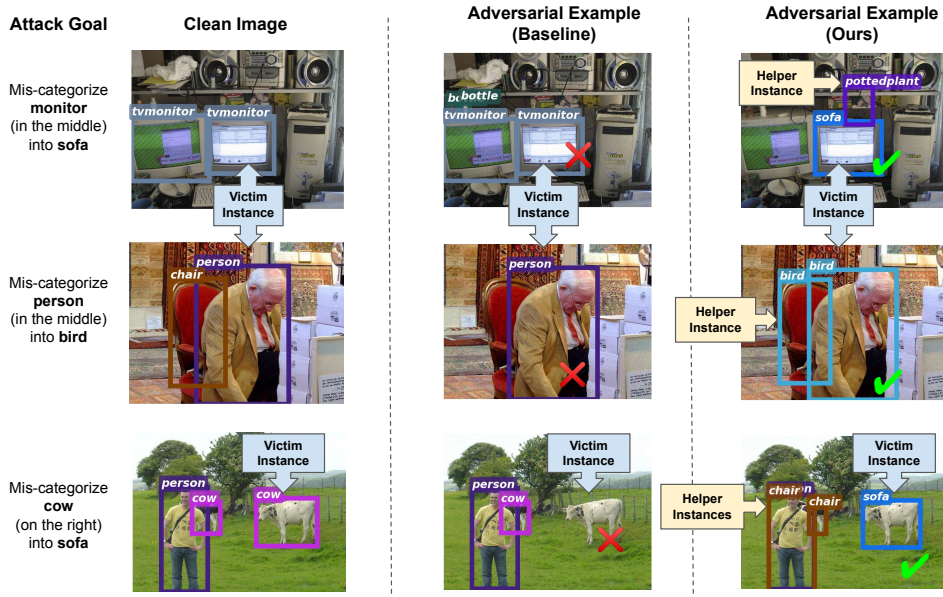 Attack Goal
Clean Image
Adversarial Example
(Baseline)
Adversarial Example
(Ours)
Mis-categorize
monitor
(in the middle)
into sofa
tvmonitor
tvmonitor
bottle
tvmonitor
tvmonitor
Helper
Instance
pottedplant
sofa
Victim
Instance
Victim
Instance
Victim
Instance
Mis-categorize
person
(in the middle)
into bird
person
chair
person
bird
bird
Helper
Instance
Mis-categorize
cow
(on the right)
into sofa
Victim
Instance
person
cow
cow
Victim
Instance
person
cow
Helper
Instances
Victim
Instance
chair
chair
sofa